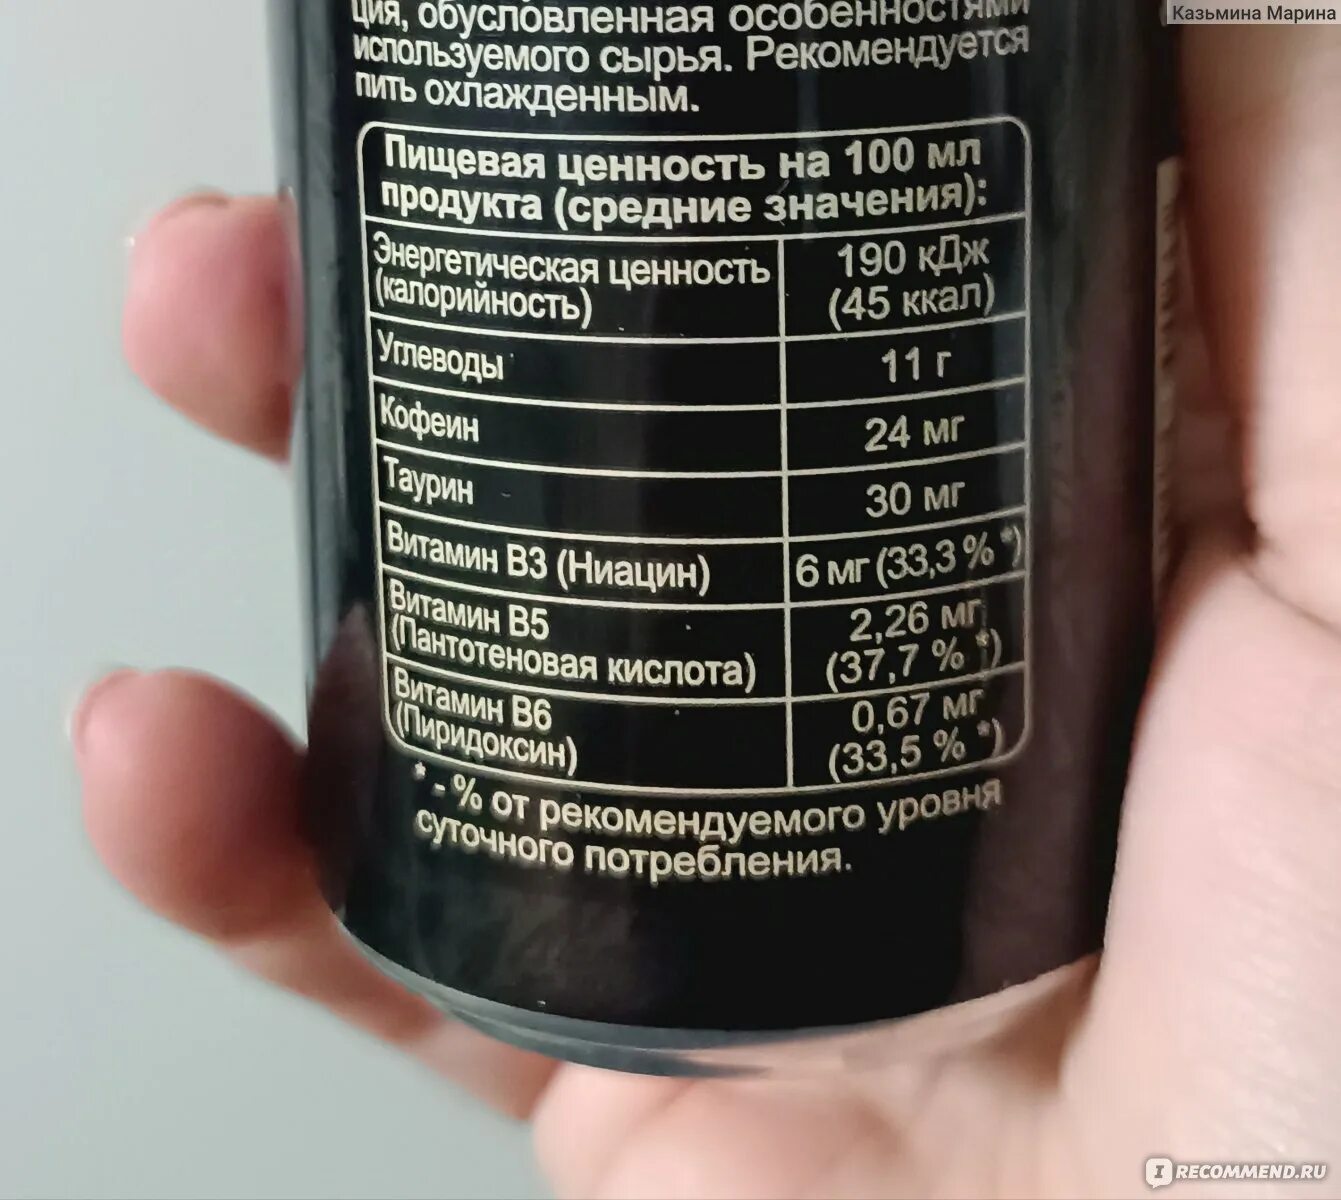 Казьмина Марина
ция, обусловленная особенностями
используемого сырья. Рекомендуется
пить охлажденным.
Пищевая ценность на 100 мл
продукта (средние значения):
Энергетическая ценность
(калорийность)
190 кДж
(45 ккал)
Углеводы
11 г
Кофеин
24 мг
Таурин
30 мг
Витамин В3 (Ниацин)
6 мг (33,3 % *)
Витамин В5
(Пантотеновая кислота)
2,26 мг
(37,7 % *)
Витамин В6
(Пиридоксин)
0,67 мг
(33,5 % *)
* - % от рекомендуемого уровня
суточного потребления.
I RECOMMEND.RU